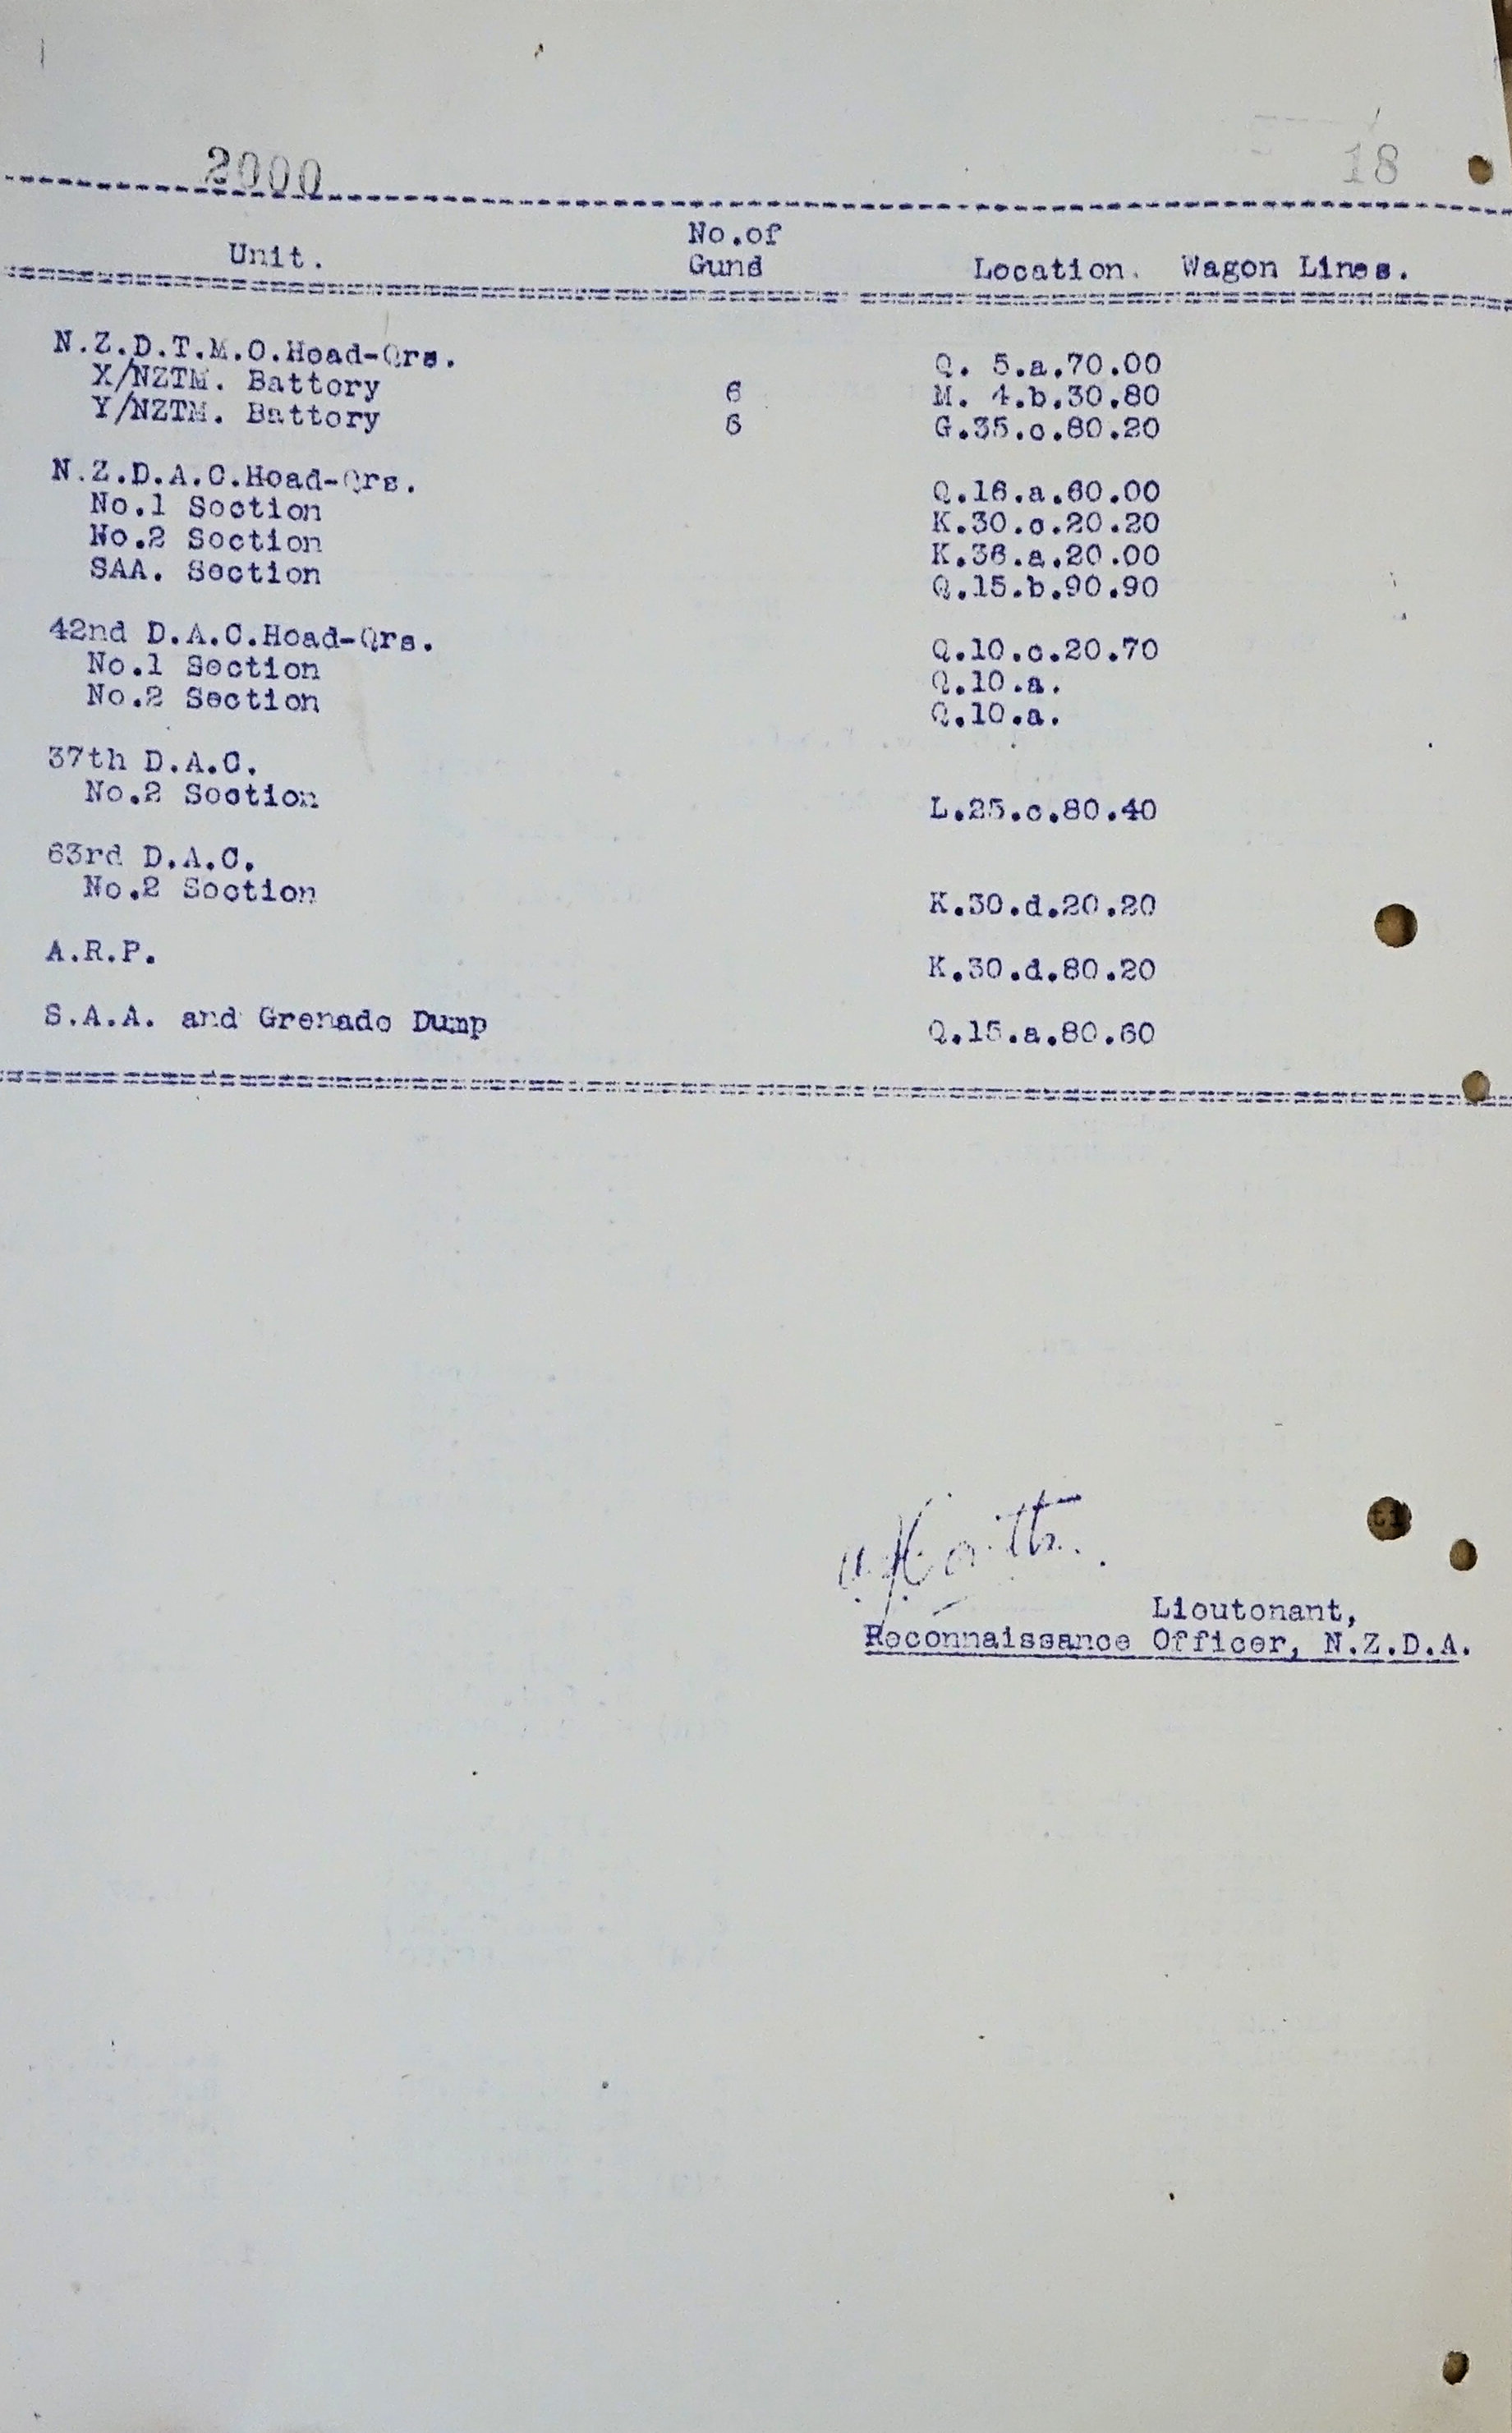 2000
18
Unit. No.of Gund Location. Wagon Lines.
N.Z.D.T.M.O.Head-Qrs. Q. 5.a.70.00
X/NZTM. Battery 6 M. 4.b.30.80
Y/NZTM. Battery 6 G.35.c.80.20
N.Z.D.A.C.Head-Qrs. Q.16.a.60.00
No.1 Section K.30.c.20.20
No.2 Section K.36.a.20.00
SAA. Section Q.15.b.90.90
42nd D.A.C.Head-Qrs. Q.10.c.20.70
No.1 Section Q.10.a.
No.2 Section Q.10.a.
37th D.A.C.
No.2 Section L.25.c.80.40
63rd D.A.C.
No.2 Section K.30.d.20.20
A.R.P. K.30.d.80.20
S.A.A. and Grenade Dump Q.15.a.80.60
Lieutenant,
Reconnaissance Officer, N.Z.D.A.